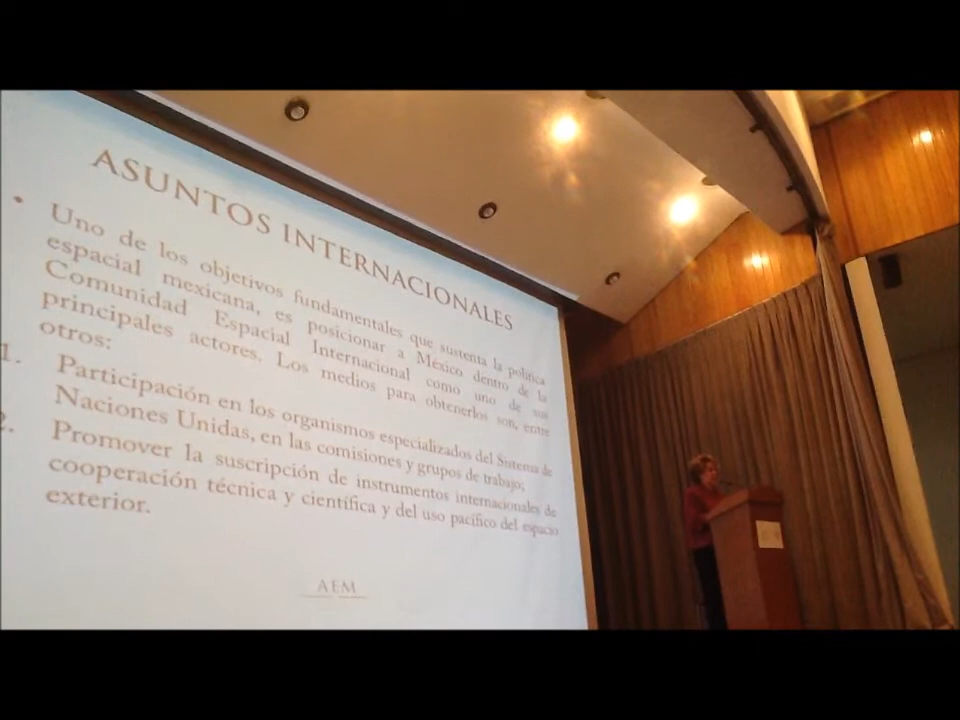 ASUNTOS INTERNACIONALES
• Uno de los objetivos fundamentales que sustenta la política
espacial mexicana, es posicionar a México dentro de la
Comunidad Espacial Internacional como uno de sus
principales actores. Los medios para obtenerlos son, entre
otros:
1. Participación en los organismos especializados del Sistema de
Naciones Unidas, en las comisiones y grupos de trabajo;
2. Promover la suscripción de instrumentos internacionales de
cooperación técnica y científica y del uso pacífico del espacio
exterior.
AEM